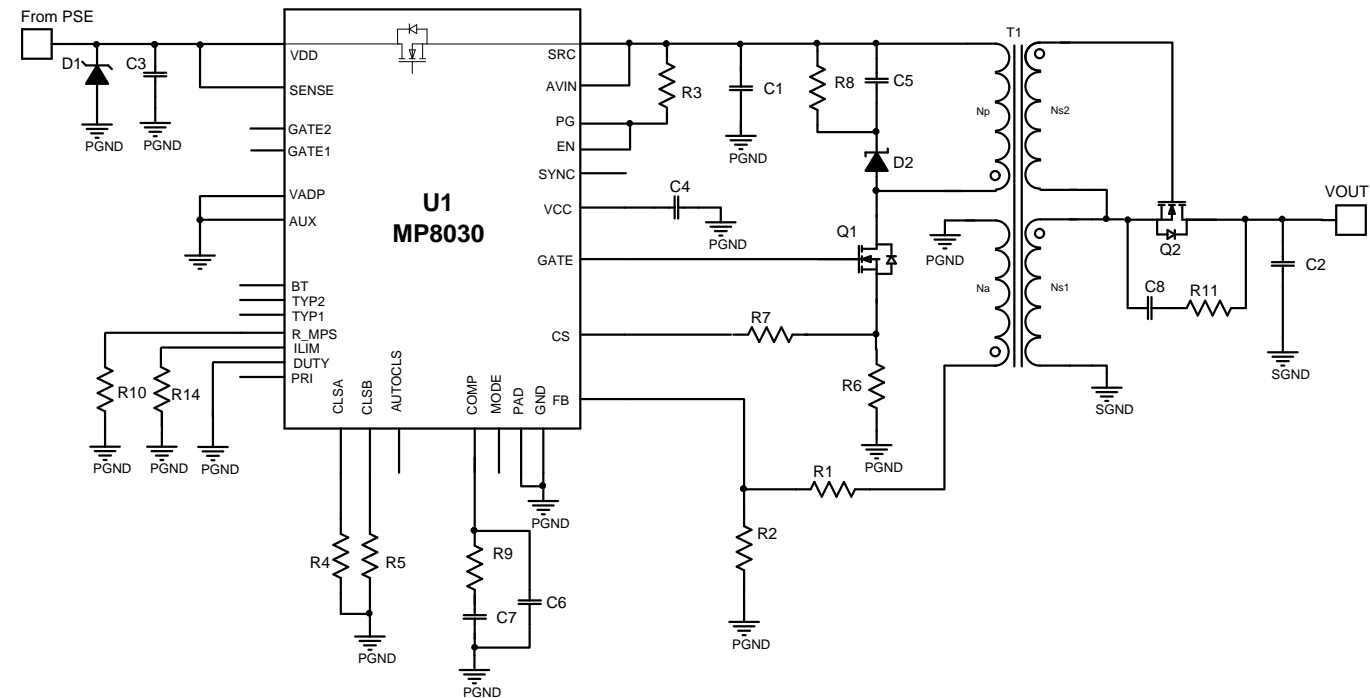 From PSE
T1
VDD
SRC
D1
C3
SENSE
AVIN
R3
C1
R8
C5
Np
Ns2
PG
GATE2
PGND
PGND
EN
GATE1
PGND
D2
SYNC
VADP
U1
MP8030
VCC
C4
VOUT
AUX
PGND
Q1
Q2
GATE
PGND
C2
BT
Na
Ns1
C8
R11
TYP2
TYP1
R7
R_MPS
CS
ILIM
DUTY
PRI
SGND
R10
R14
R6
CLSA
CLSB
AUTOCLS
COMP
MODE
PAD
GND
FB
SGND
PGND
PGND
PGND
PGND
R1
PGND
R2
R4
R5
R9
C7
C6
PGND
PGND
PGND